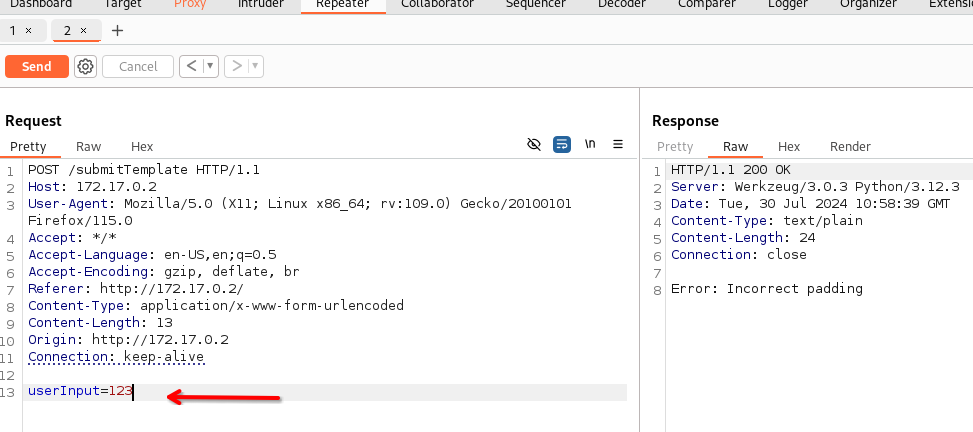 Dashboard Target Proxy Intruder Repeater Collaborator Sequencer Decoder Comparer Logger Organizer
1 × 2 × +
Send Cancel < ▾ > ▾
Request
Pretty Raw Hex \n
1 POST /submitTemplate HTTP/1.1
2 Host: 172.17.0.2
3 User-Agent: Mozilla/5.0 (X11; Linux x86_64; rv:109.0) Gecko/20100101
Firefox/115.0
4 Accept: */*
5 Accept-Language: en-US,en;q=0.5
6 Accept-Encoding: gzip, deflate, br
7 Referer: http://172.17.0.2/
8 Content-Type: application/x-www-form-urlencoded
9 Content-Length: 13
10 Origin: http://172.17.0.2
11 Connection: keep-alive
12
13 userInput=123
Response
Pretty Raw Hex Render
1 HTTP/1.1 200 OK
2 Server: Werkzeug/3.0.3 Python/3.12.3
3 Date: Tue, 30 Jul 2024 10:58:39 GMT
4 Content-Type: text/plain
5 Content-Length: 24
6 Connection: close
7
8 Error: Incorrect padding